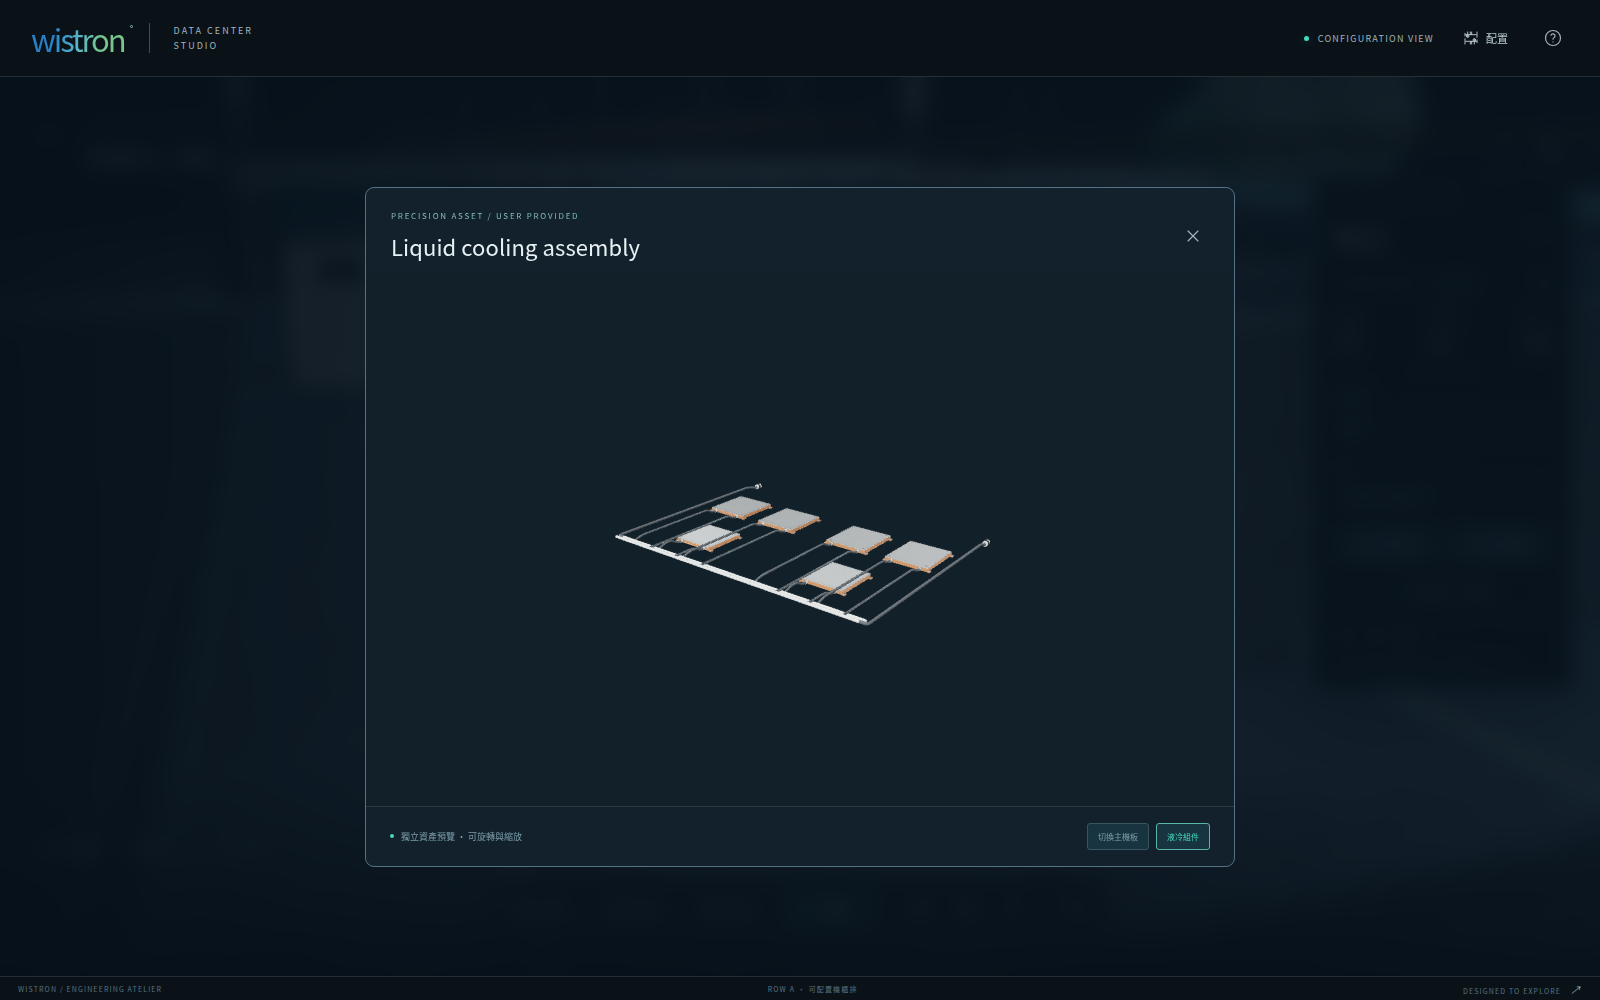 wistron
DATA CENTER
STUDIO
CONFIGURATION VIEW
配置
PRECISION ASSET / USER PROVIDED
Liquid cooling assembly
獨立資產預覽 · 可旋轉與縮放
切換主機板
液冷組件
WISTRON / ENGINEERING ATELIER
ROW A · 可配置機櫃排
DESIGNED TO EXPLORE